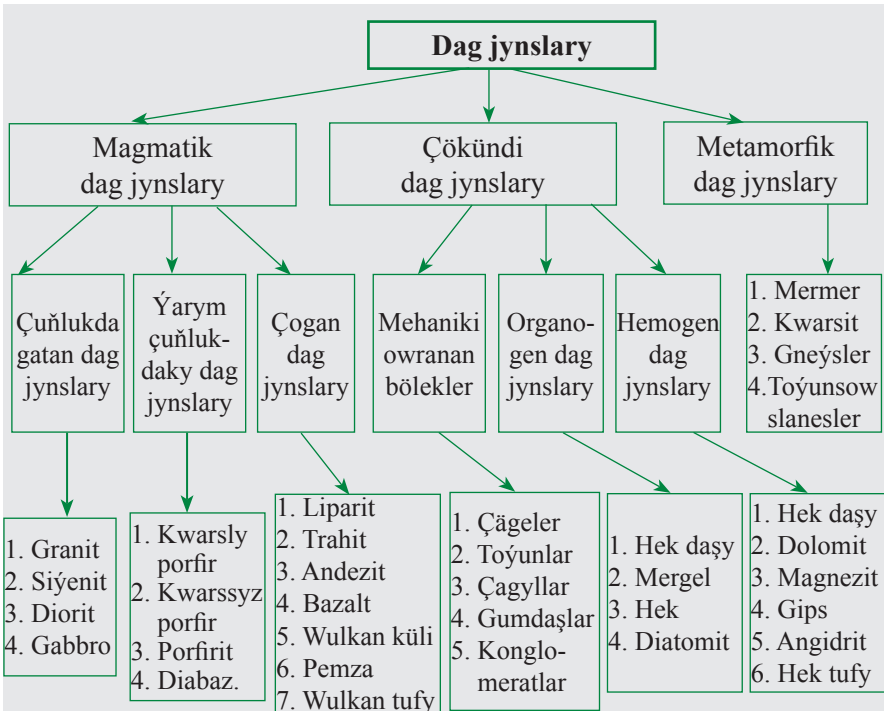 Dag jynslary
Magmatik
dag jynslary
Çökündi
dag jynslary
Metamorfik
dag jynslary
Çuňlukda
gatan dag
jynslary
Ýarym
çuňluk-
daky dag
jynslary
Çogan
dag
jynslary
Mehaniki
owranan
bölekler
Organo-
gen dag
jynslary
Hemogen
dag
jynslary
1. Mermer
2. Kwarsit
3. Gneýsler
4.Toýunsow
slanesler
1. Granit
2. Siýenit
3. Diorit
4. Gabbro
1. Kwarsly
porfir
2. Kwarssyz
porfir
3. Porfirit
4. Diabaz.
1. Liparit
2. Trahit
3. Andezit
4. Bazalt
5. Wulkan küli
6. Pemza
7. Wulkan tufy
1. Çägeler
2. Toýunlar
3. Çagyllar
4. Gumdaşlar
5. Konglo-
meratlar
1. Hek daşy
2. Mergel
3. Hek
4. Diatomit
1. Hek daşy
2. Dolomit
3. Magnezit
4. Gips
5. Angidrit
6. Hek tufy